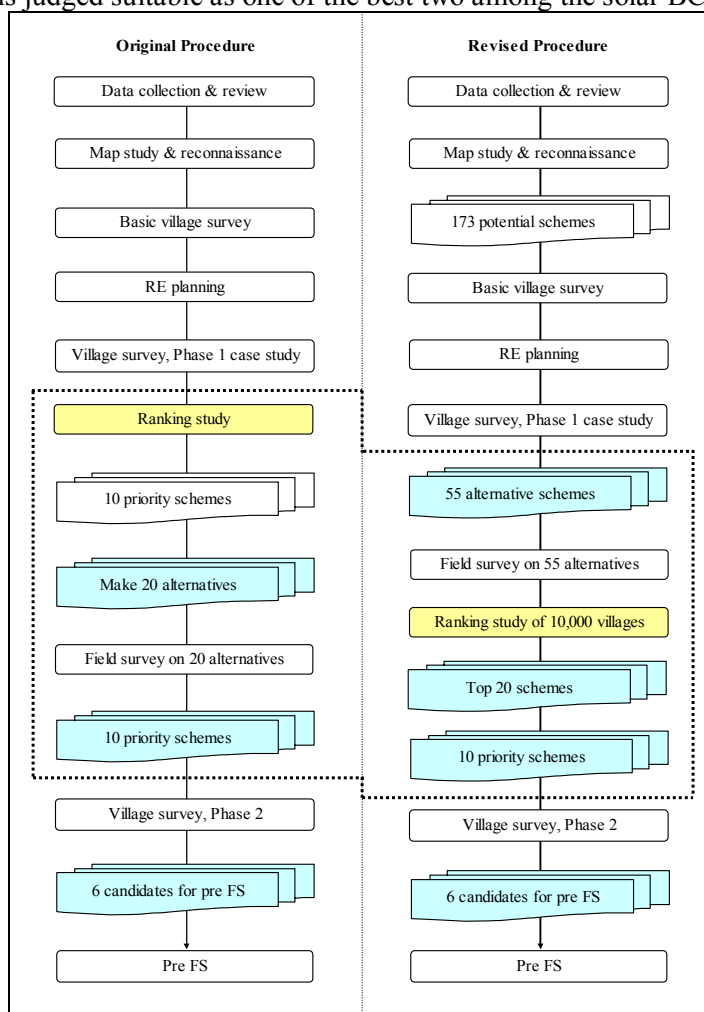 is judged suitable as one of the best two among the solar BC
Original Procedure
Data collection & review
Map study & reconnaissance
Basic village survey
RE planning
Village survey, Phase 1 case study
Ranking study
10 priority schemes
Make 20 alternatives
Field survey on 20 alternatives
10 priority schemes
Village survey, Phase 2
6 candidates for pre FS
Pre FS
Revised Procedure
Data collection & review
Map study & reconnaissance
173 potential schemes
Basic village survey
RE planning
Village survey, Phase 1 case study
55 alternative schemes
Field survey on 55 alternatives
Ranking study of 10,000 villages
Top 20 schemes
10 priority schemes
Village survey, Phase 2
6 candidates for pre FS
Pre FS